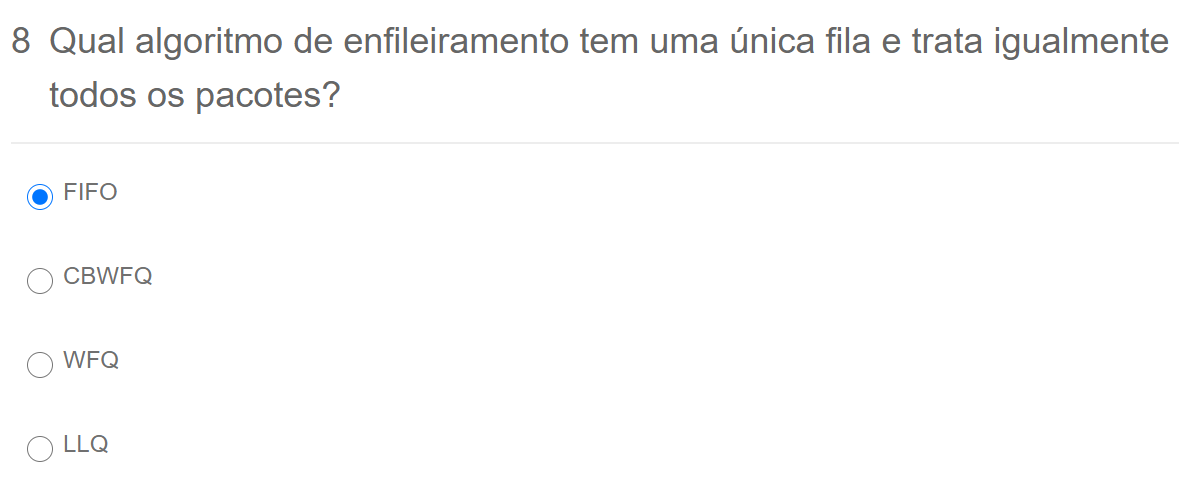 8 Qual algoritmo de enfileiramento tem uma única fila e trata igualmente
todos os pacotes?
FIFO
CBWFQ
WFQ
LLQ